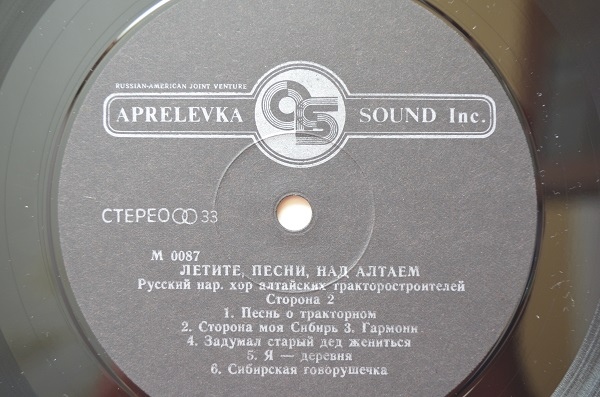 RUSSIAN-AMERICAN JOINT VENTURE
APRELEVKA SOUND Inc.
СТЕРЕО 33
М 0087
ЛЕТИТЕ, ПЕСНИ, НАД АЛТАЕМ
Русский нар. хор алтайских тракторостроителей
Сторона 2
1. Песнь о тракторном
2. Сторона моя Сибирь 3. Гармони
4. Задумал старый дед жениться
5. Я — деревня
6. Сибирская говорушечка